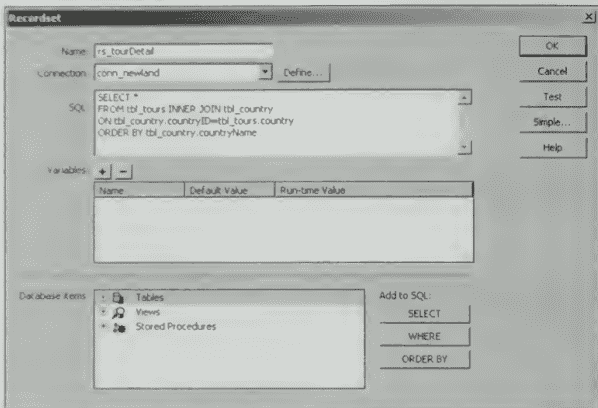 Recordset
Name: rs_tourDetail
OK
Connection: conn_newland Define...
Cancel
SQL: SELECT *
FROM tbl_tours INNER JOIN tbl_country
ON tbl_country.countryID=tbl_tours.country
ORDER BY tbl_country.countryName
Test
Simple...
Help
Variables: + −
Name Default Value Run-time Value
Database items: Tables
Views
Stored Procedures
Add to SQL:
SELECT
WHERE
ORDER BY